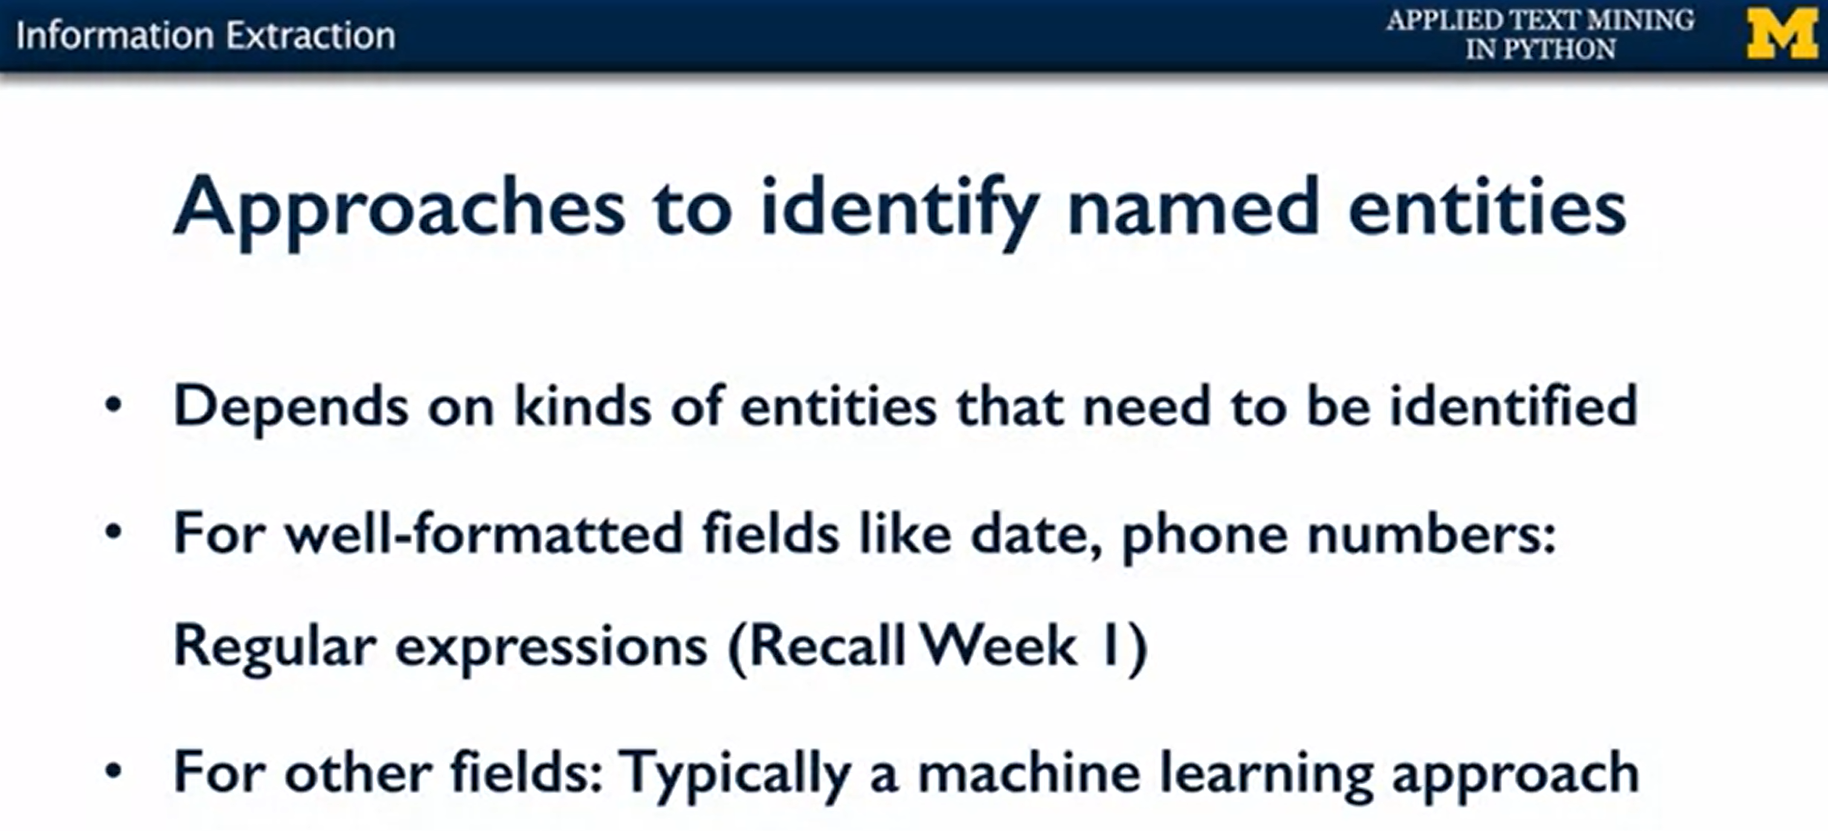 Information Extraction
APPLIED TEXT MINING
IN PYTHON
M
Approaches to identify named entities
• Depends on kinds of entities that need to be identified
• For well-formatted fields like date, phone numbers:
Regular expressions (Recall Week 1)
• For other fields: Typically a machine learning approach